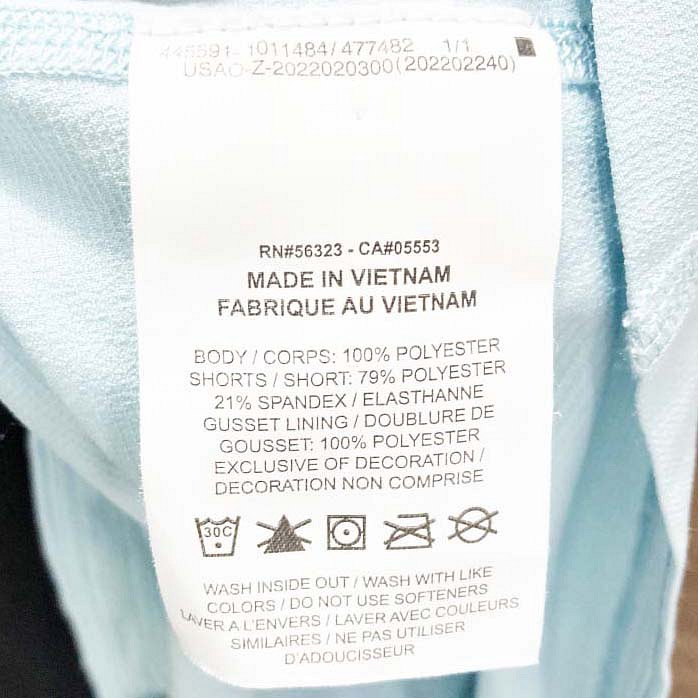 445591-1011484/477482 1/1
USAO-Z-2022020300(202202240)
RN#56323 - CA#05553
MADE IN VIETNAM
FABRIQUE AU VIETNAM
BODY / CORPS: 100% POLYESTER
SHORTS / SHORT: 79% POLYESTER
21% SPANDEX / ELASTHANNE
GUSSET LINING / DOUBLURE DE
GOUSSET: 100% POLYESTER
EXCLUSIVE OF DECORATION /
DECORATION NON COMPRISE
30C
WASH INSIDE OUT / WASH WITH LIKE
COLORS / DO NOT USE SOFTENERS
LAVER A L'ENVERS / LAVER AVEC COULEURS
SIMILAIRES / NE PAS UTILISER
D'ADOUCISSEUR